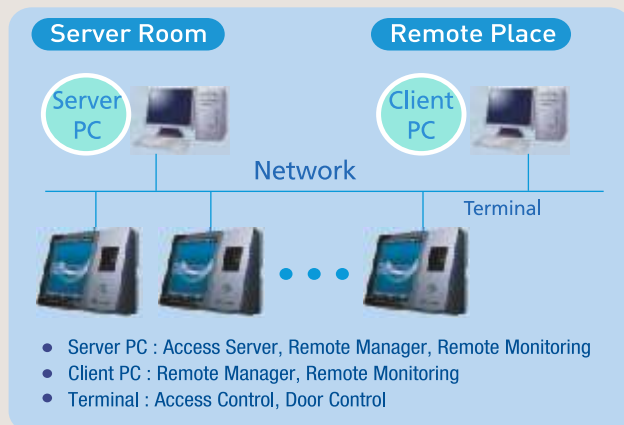 Server Room
Remote Place
Server
PC
Client
PC
Network
Terminal
• Server PC : Access Server, Remote Manager, Remote Monitoring
• Client PC : Remote Manager, Remote Monitoring
• Terminal : Access Control, Door Control